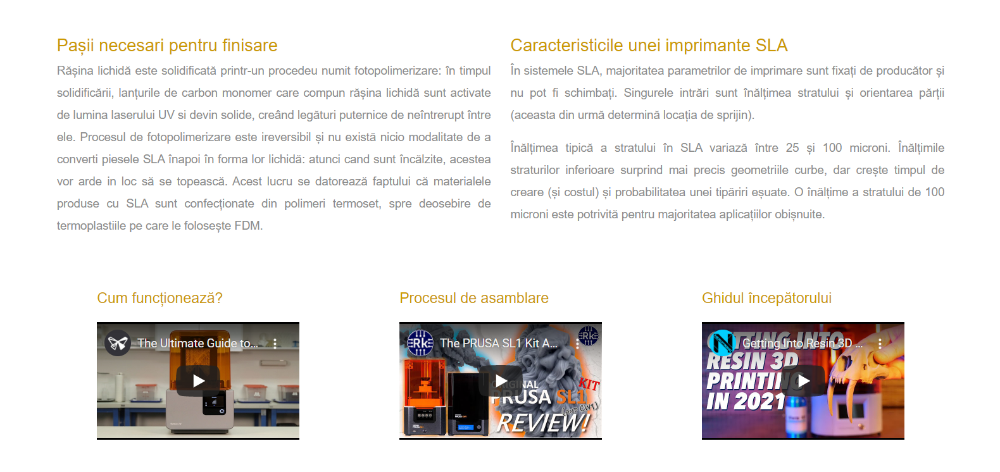 Pașii necesari pentru finisare
Rășina lichidă este solidificată printr-un procedeu numit fotopolimerizare: în timpul
solidificării, lanțurile de carbon monomer care compun rășina lichidă sunt activate
de lumina laserului UV si devin solide, creând legături puternice de neîntrerupt între
ele. Procesul de fotopolimerizare este ireversibil și nu există nicio modalitate de a
converti piesele SLA înapoi în forma lor lichidă: atunci cand sunt încălzite, acestea
vor arde in loc să se topească. Acest lucru se datorează faptului că materialele
produse cu SLA sunt confecționate din polimeri termoset, spre deosebire de
termoplastiile pe care le folosește FDM.
Caracteristicile unei imprimante SLA
În sistemele SLA, majoritatea parametrilor de imprimare sunt fixați de producător și
nu pot fi schimbați. Singurele intrări sunt înălțimea stratului și orientarea părții
(aceasta din urmă determină locația de sprijin).
Înălțimea tipică a stratului în SLA variază între 25 și 100 microni. Înălțimile
straturilor inferioare surprind mai precis geometriile curbe, dar crește timpul de
creare (și costul) și probabilitatea unei tipăriri eșuate. O înălțime a stratului de 100
microni este potrivită pentru majoritatea aplicațiilor obișnuite.
Cum funcționează?
The Ultimate Guide to...
Procesul de asamblare
Rk
The PRUSA SL1 Kit A...
Rk
ORIGINAL
KIT
PRUSA SL1
(AND CW1)
REVIEW!
Ghidul începătorului
N
Getting Into Resin 3D ...
GETTING INTO
RESIN 3D
PRINTING
IN 2021